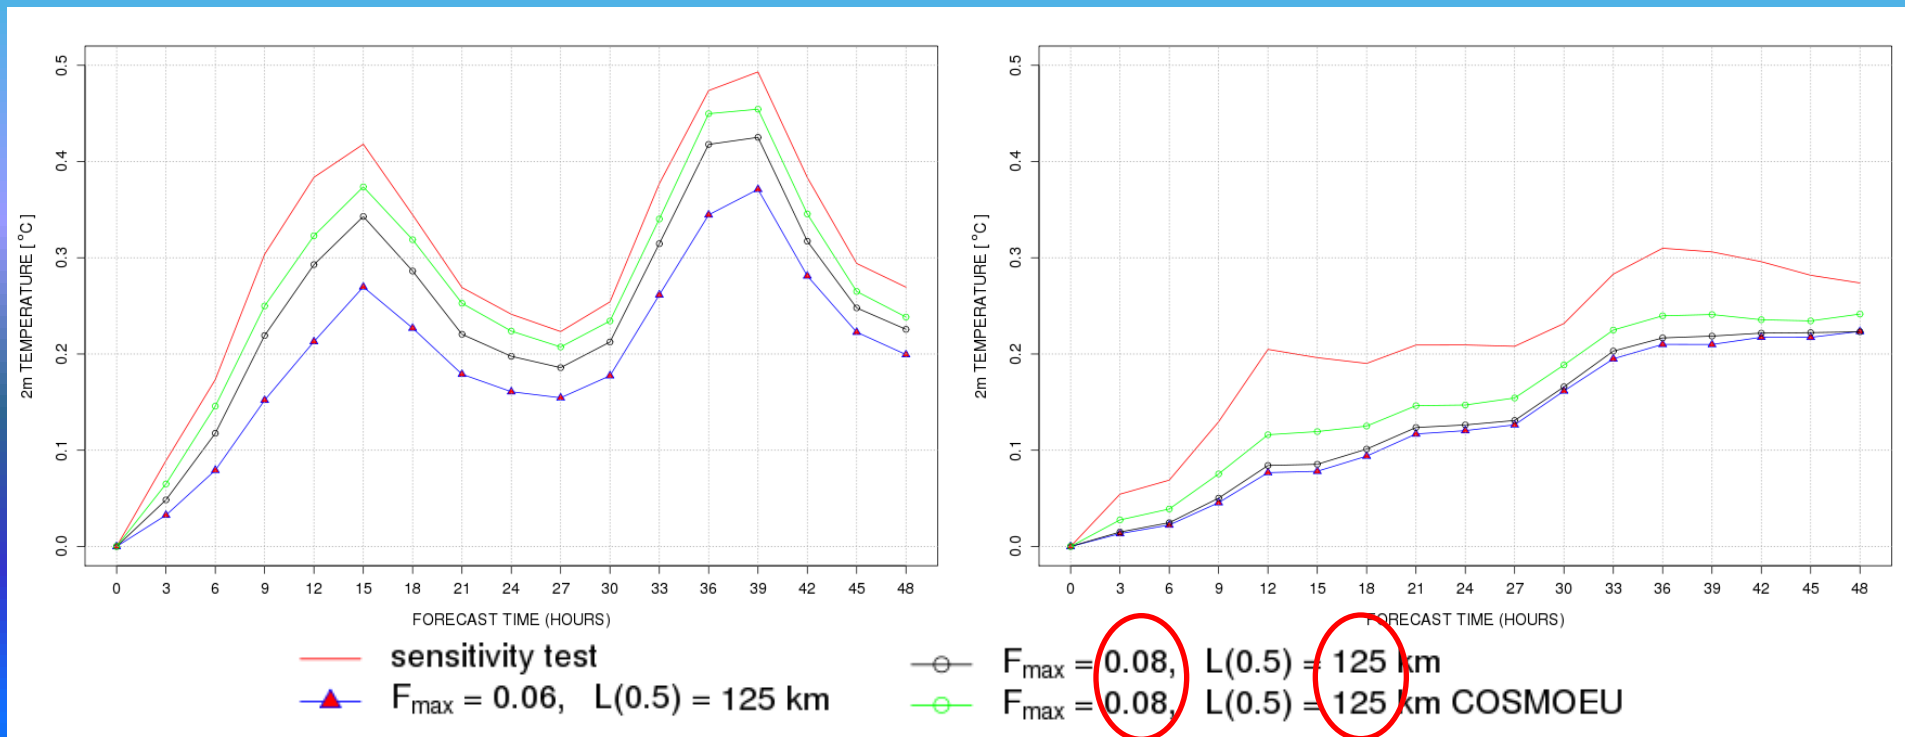 0.5
0.4
0.3
0.2
0.1
0.0
2m TEMPERATURE [ °C]
0 3 6 9 12 15 18 21 24 27 30 33 36 39 42 45 48
FORECAST TIME (HOURS)
0.5
0.4
0.3
0.2
0.1
0.0
2m TEMPERATURE [ °C]
0 3 6 9 12 15 18 21 24 27 30 33 36 39 42 45 48
FORECAST TIME (HOURS)
sensitivity test
Fmax = 0.06, L(0.5) = 125 km
Fmax = 0.08, L(0.5) = 125 km
Fmax = 0.08, L(0.5) = 125 km COSMOEU